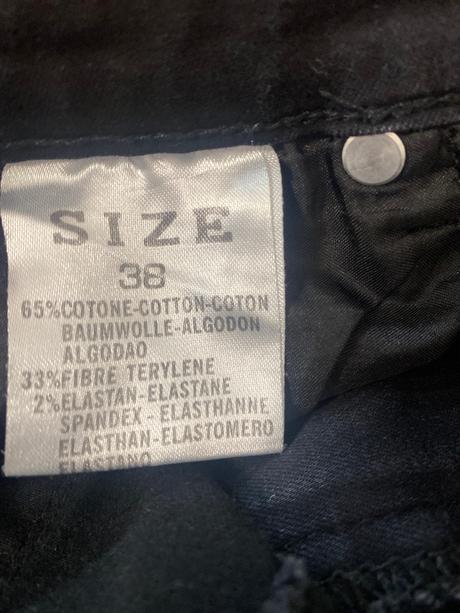 SIZE
38
65%COTONE-COTTON-COTON
BAUMWOLLE-ALGODON
ALGODAO
33%FIBRE TERYLENE
2%ELASTAN-ELASTANE
SPANDEX - ELASTHANNE
ELASTHAN-ELASTOMERO
ELASTANO